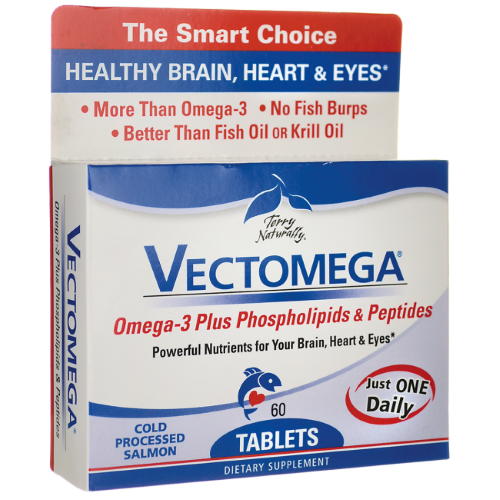 The Smart Choice
HEALTHY BRAIN, HEART & EYES*
• More Than Omega-3 • No Fish Burps
• Better Than Fish Oil OR Krill Oil
Terry
Naturally®
VECTOMEGA®
Omega-3 Plus Phospholipids & Peptides
Powerful Nutrients for Your Brain, Heart & Eyes*
60
Just ONE
Daily
COLD
PROCESSED
SALMON
TABLETS
DIETARY SUPPLEMENT
VECTOMEGA®
Omega-3 Plus Phospholipids & Peptides